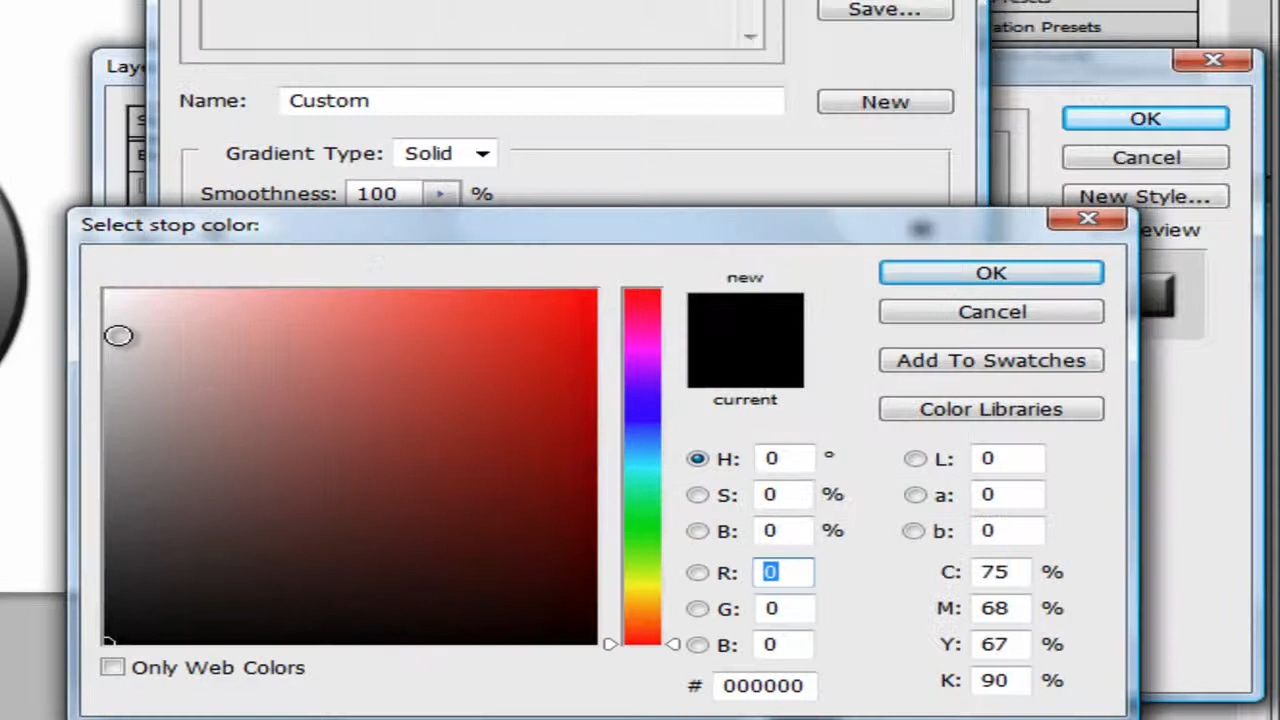 Save...
Presets
ation Presets
Lay
Name: Custom
New
OK
Gradient Type: Solid
Cancel
Smoothness: 100 %
New Style...
Select stop color:
eview
new
OK
Cancel
Add To Swatches
current
Color Libraries
H: 0 °
L: 0
S: 0 %
a: 0
B: 0 %
b: 0
R: 0
C: 75 %
G: 0
M: 68 %
B: 0
Y: 67 %
Only Web Colors
# 000000
K: 90 %